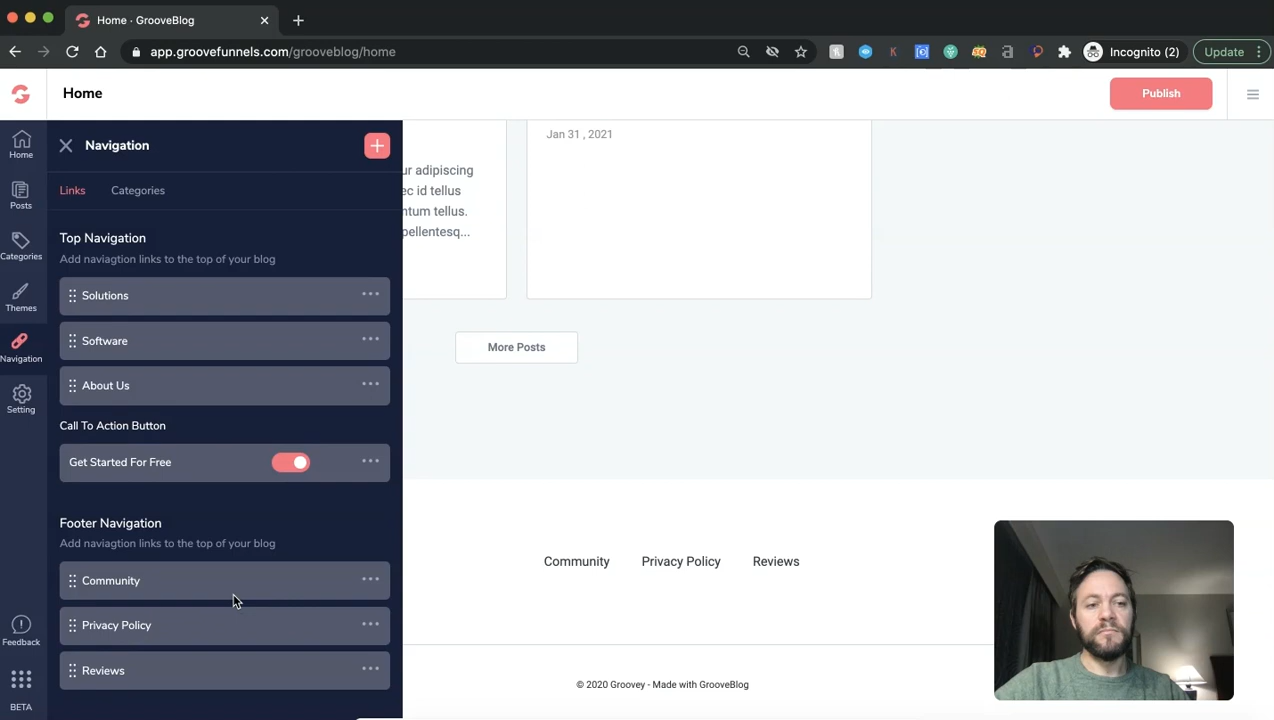 Home · GrooveBlog
app.groovefunnels.com/grooveblog/home
Incognito (2)
Update
Home
Publish
Home
Posts
Categories
Themes
Navigation
Setting
Feedback
BETA
Navigation
Links
Categories
Top Navigation
Add naviagtion links to the top of your blog
Solutions
Software
About Us
Call To Action Button
Get Started For Free
Footer Navigation
Add naviagtion links to the top of your blog
Community
Privacy Policy
Reviews
Jan 31 , 2021
ur adipiscing
ec id tellus
ntum tellus.
pellentesq...
More Posts
Community Privacy Policy Reviews
© 2020 Groovey - Made with GrooveBlog